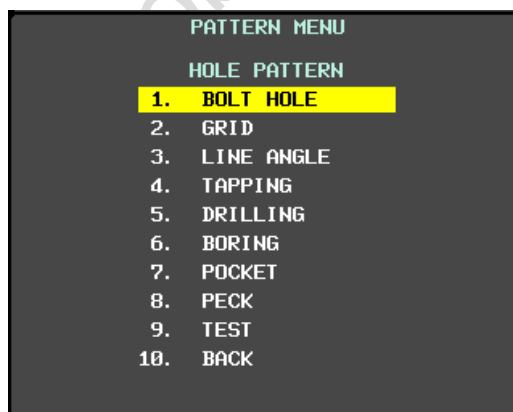 PATTERN MENU
HOLE PATTERN
1. BOLT HOLE
2. GRID
3. LINE ANGLE
4. TAPPING
5. DRILLING
6. BORING
7. POCKET
8. PECK
9. TEST
10. BACK